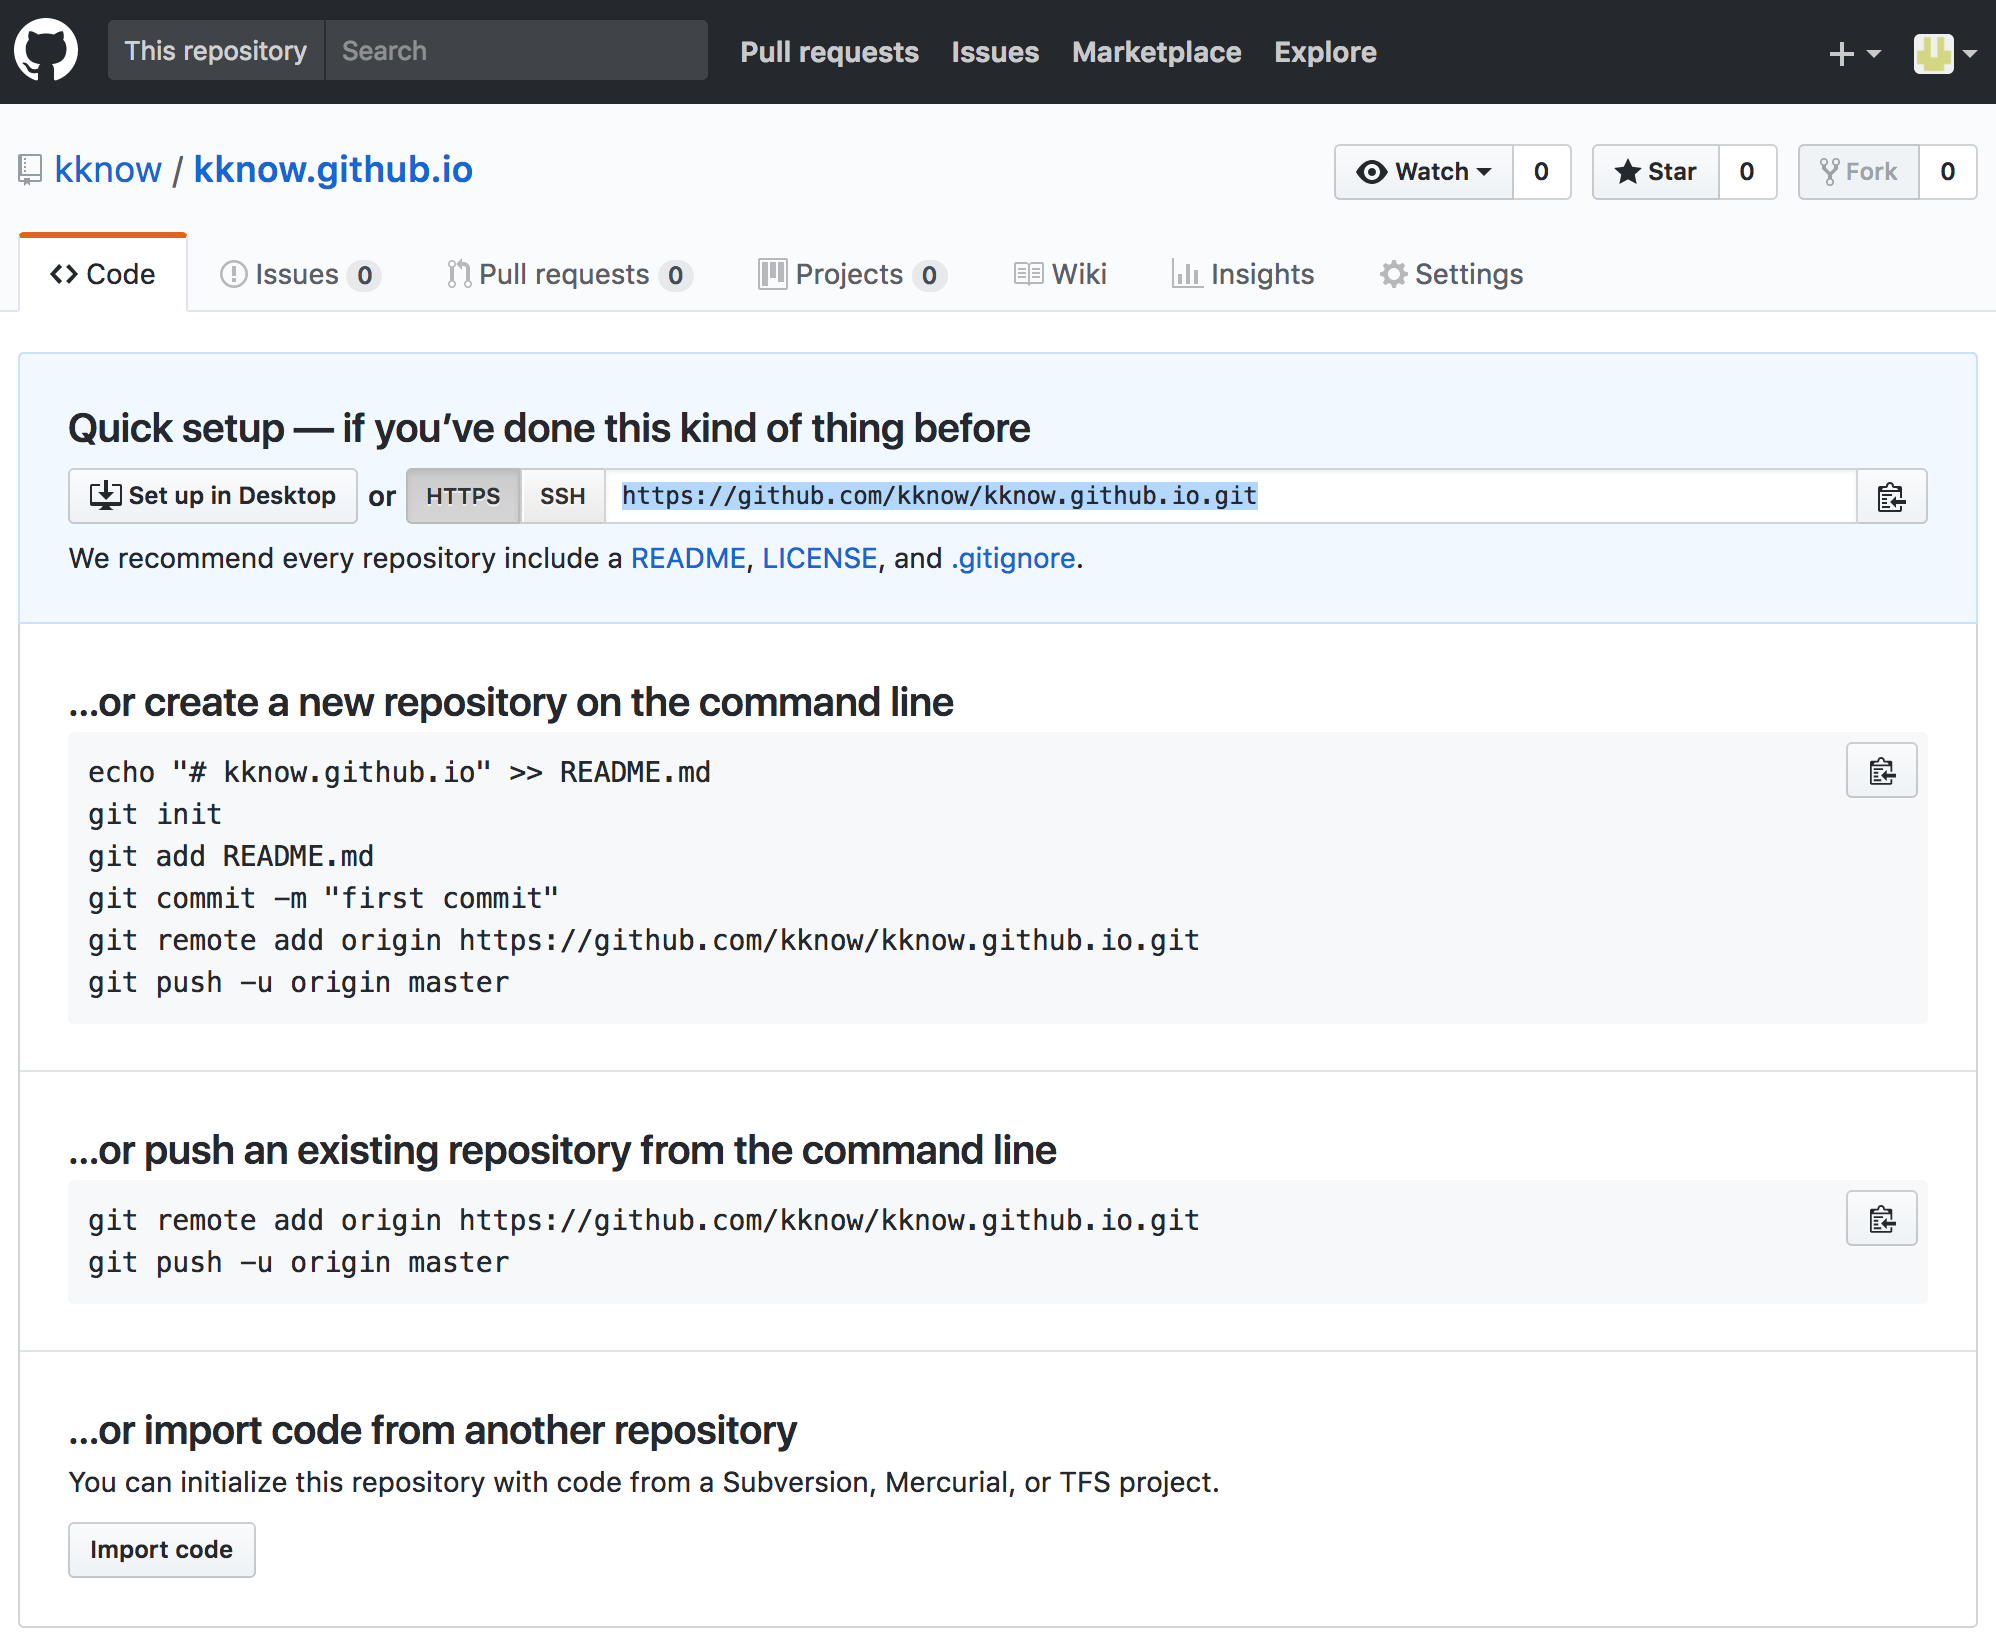 This repository Search Pull requests Issues Marketplace Explore
kknow / kknow.github.io Watch 0 Star 0 Fork 0
Code Issues 0 Pull requests 0 Projects 0 Wiki Insights Settings
Quick setup — if you’ve done this kind of thing before
Set up in Desktop or HTTPS SSH https://github.com/kknow/kknow.github.io.git
We recommend every repository include a README, LICENSE, and .gitignore.
…or create a new repository on the command line
echo "# kknow.github.io" >> README.md
git init
git add README.md
git commit -m "first commit"
git remote add origin https://github.com/kknow/kknow.github.io.git
git push -u origin master
…or push an existing repository from the command line
git remote add origin https://github.com/kknow/kknow.github.io.git
git push -u origin master
…or import code from another repository
You can initialize this repository with code from a Subversion, Mercurial, or TFS project.
Import code